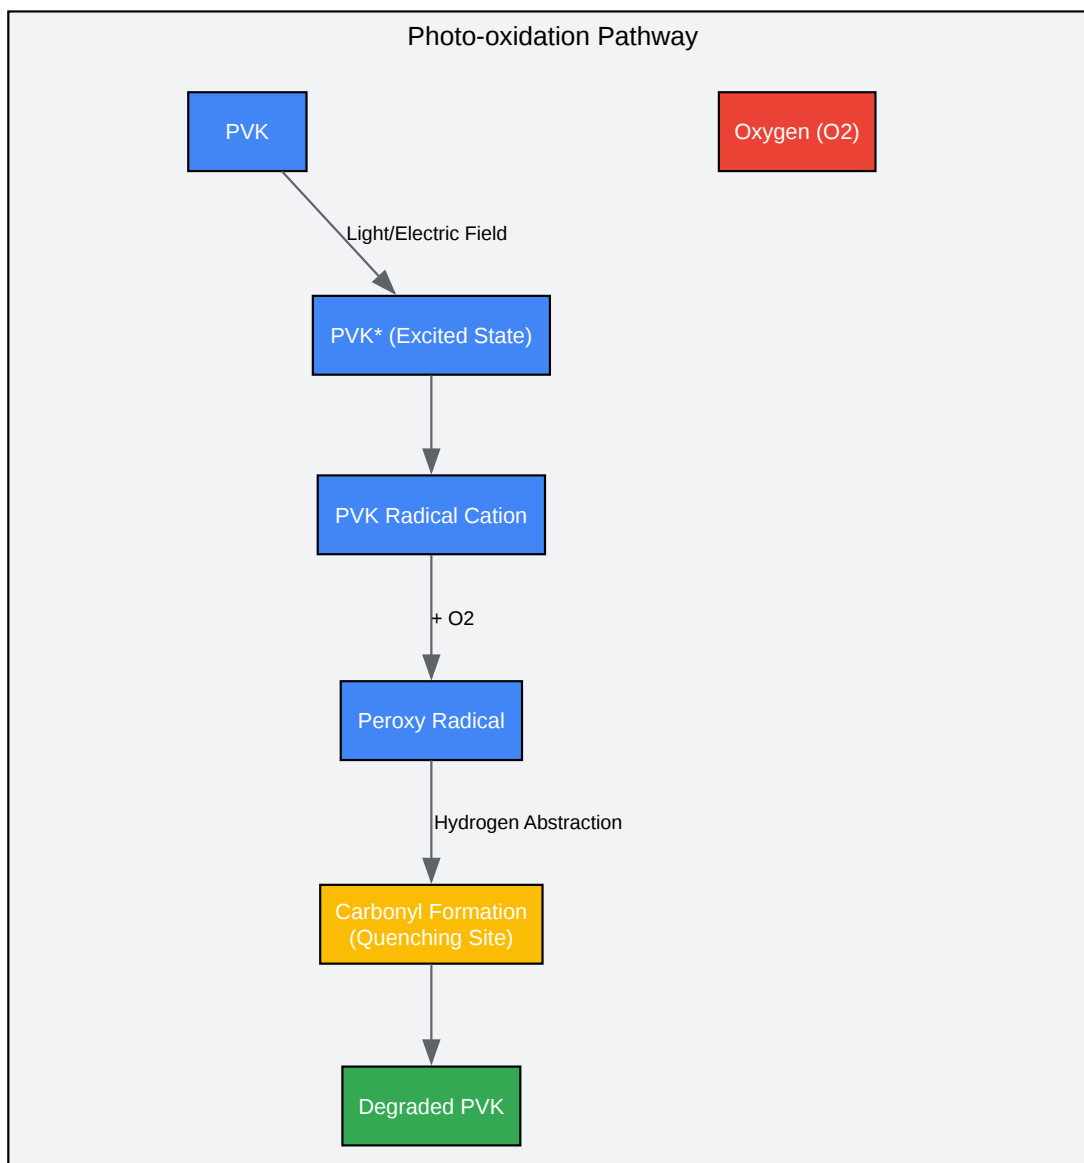 Photo-oxidation Pathway
PVK
Oxygen (O2)
Light/Electric Field
PVK* (Excited State)
PVK Radical Cation
+ O2
Peroxy Radical
Hydrogen Abstraction
Carbonyl Formation
(Quenching Site)
Degraded PVK